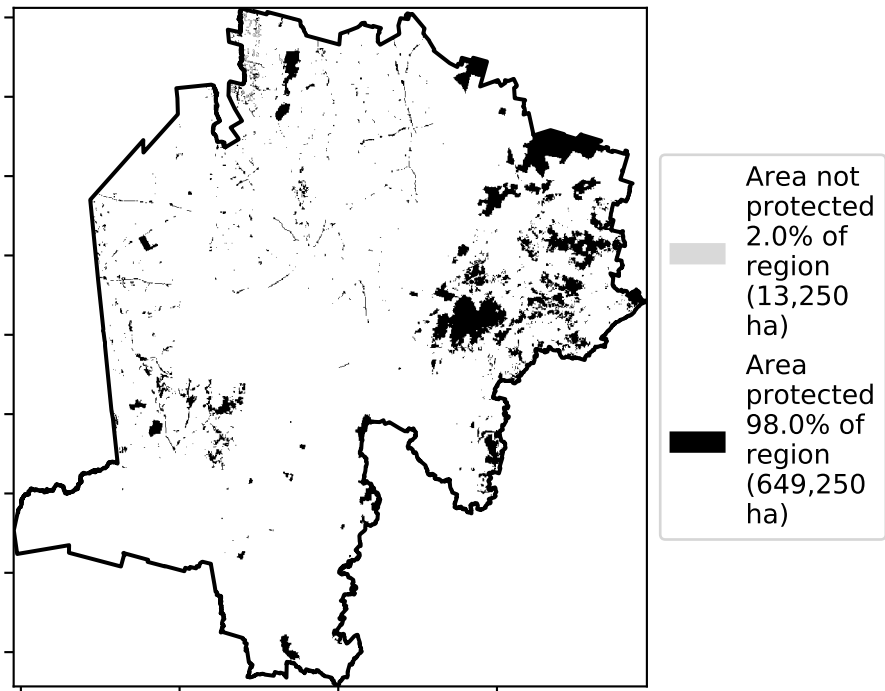 Area not
protected
2.0% of
region
(13,250
ha)
Area
protected
98.0% of
region
(649,250
ha)